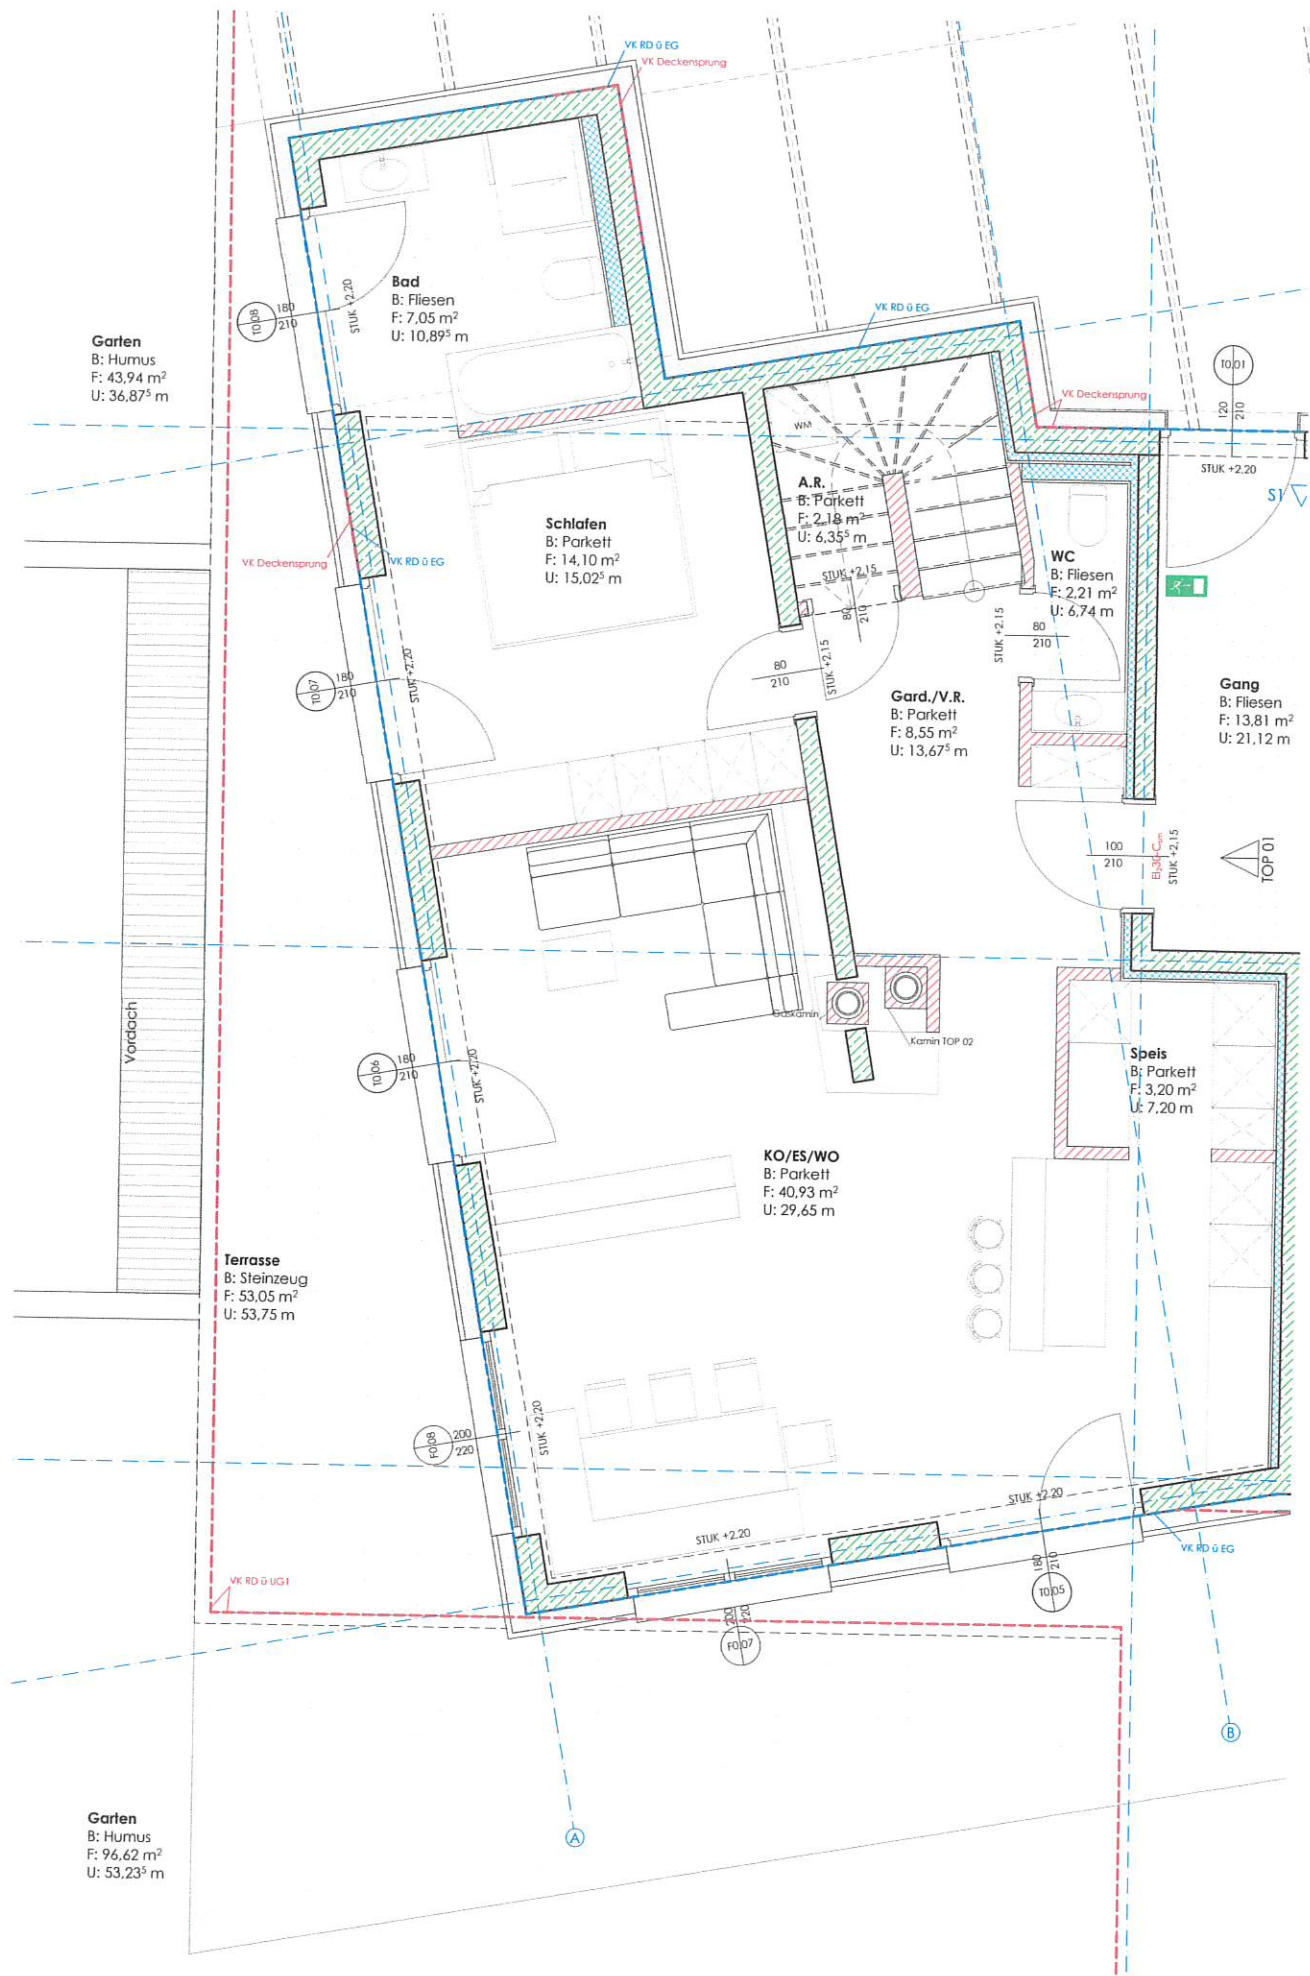 VK RD ü EG
VK Deckensprung
Bad
B: Fliesen
F: 7,05 m²
U: 10,89⁵ m
T0.08
180
210
STUK +2,20
Garten
B: Humus
F: 43,94 m²
U: 36,87⁵ m
VK RD ü EG
T0.01
120
210
VK Deckensprung
STUK +2,20
S1
WM
A.R.
B: Parkett
F: 2,18 m²
U: 6,35⁵ m
STUK +2,15
80
210
Schlafen
B: Parkett
F: 14,10 m²
U: 15,02⁵ m
VK Deckensprung
VK RD ü EG
WC
B: Fliesen
F: 2,21 m²
U: 6,74 m
STUK +2,15
80
210
80
210
STUK +2,15
T0.07
180
210
STUK +2,20
Gard./V.R.
B: Parkett
F: 8,55 m²
U: 13,67⁵ m
Gang
B: Fliesen
F: 13,81 m²
U: 21,12 m
100
210
EI₂30-C
STUK +2,15
TOP 01
Vordach
Gaskamin
Kamin TOP 02
T0.06
180
210
STUK +2,20
Speis
B: Parkett
F: 3,20 m²
U: 7,20 m
KO/ES/WO
B: Parkett
F: 40,93 m²
U: 29,65 m
Terrasse
B: Steinzeug
F: 53,05 m²
U: 53,75 m
F0.08
200
220
STUK +2,20
STUK +2,20
STUK +2,20
VK RD ü EG
180
210
T0.05
VK RD ü UG1
200
220
F0.07
B
A
Garten
B: Humus
F: 96,62 m²
U: 53,23⁵ m